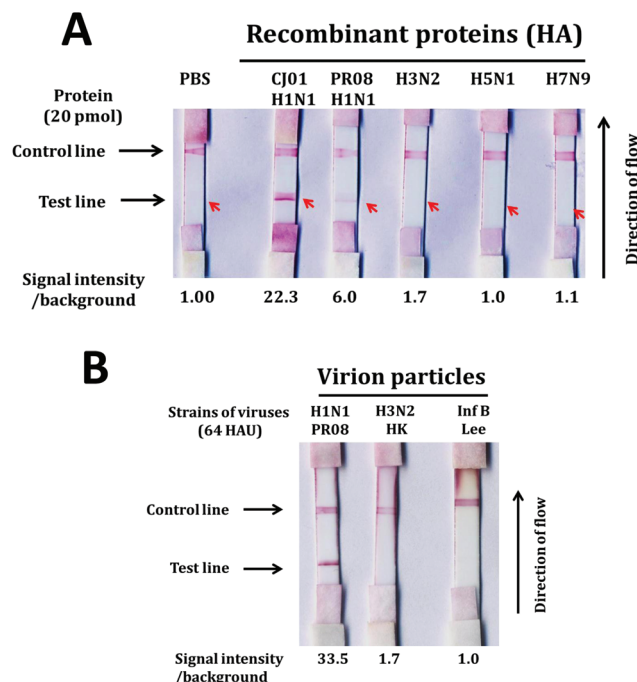 A
Recombinant proteins (HA)
PBS
CJ01
H1N1
PR08
H1N1
H3N2
H5N1
H7N9
Protein
(20 pmol)
Control line
Test line
Direction of flow
Signal intensity
/background
1.00
22.3
6.0
1.7
1.0
1.1
B
Virion particles
Strains of viruses
(64 HAU)
H1N1
PR08
H3N2
HK
Inf B
Lee
Control line
Test line
Direction of flow
Signal intensity
/background
33.5
1.7
1.0